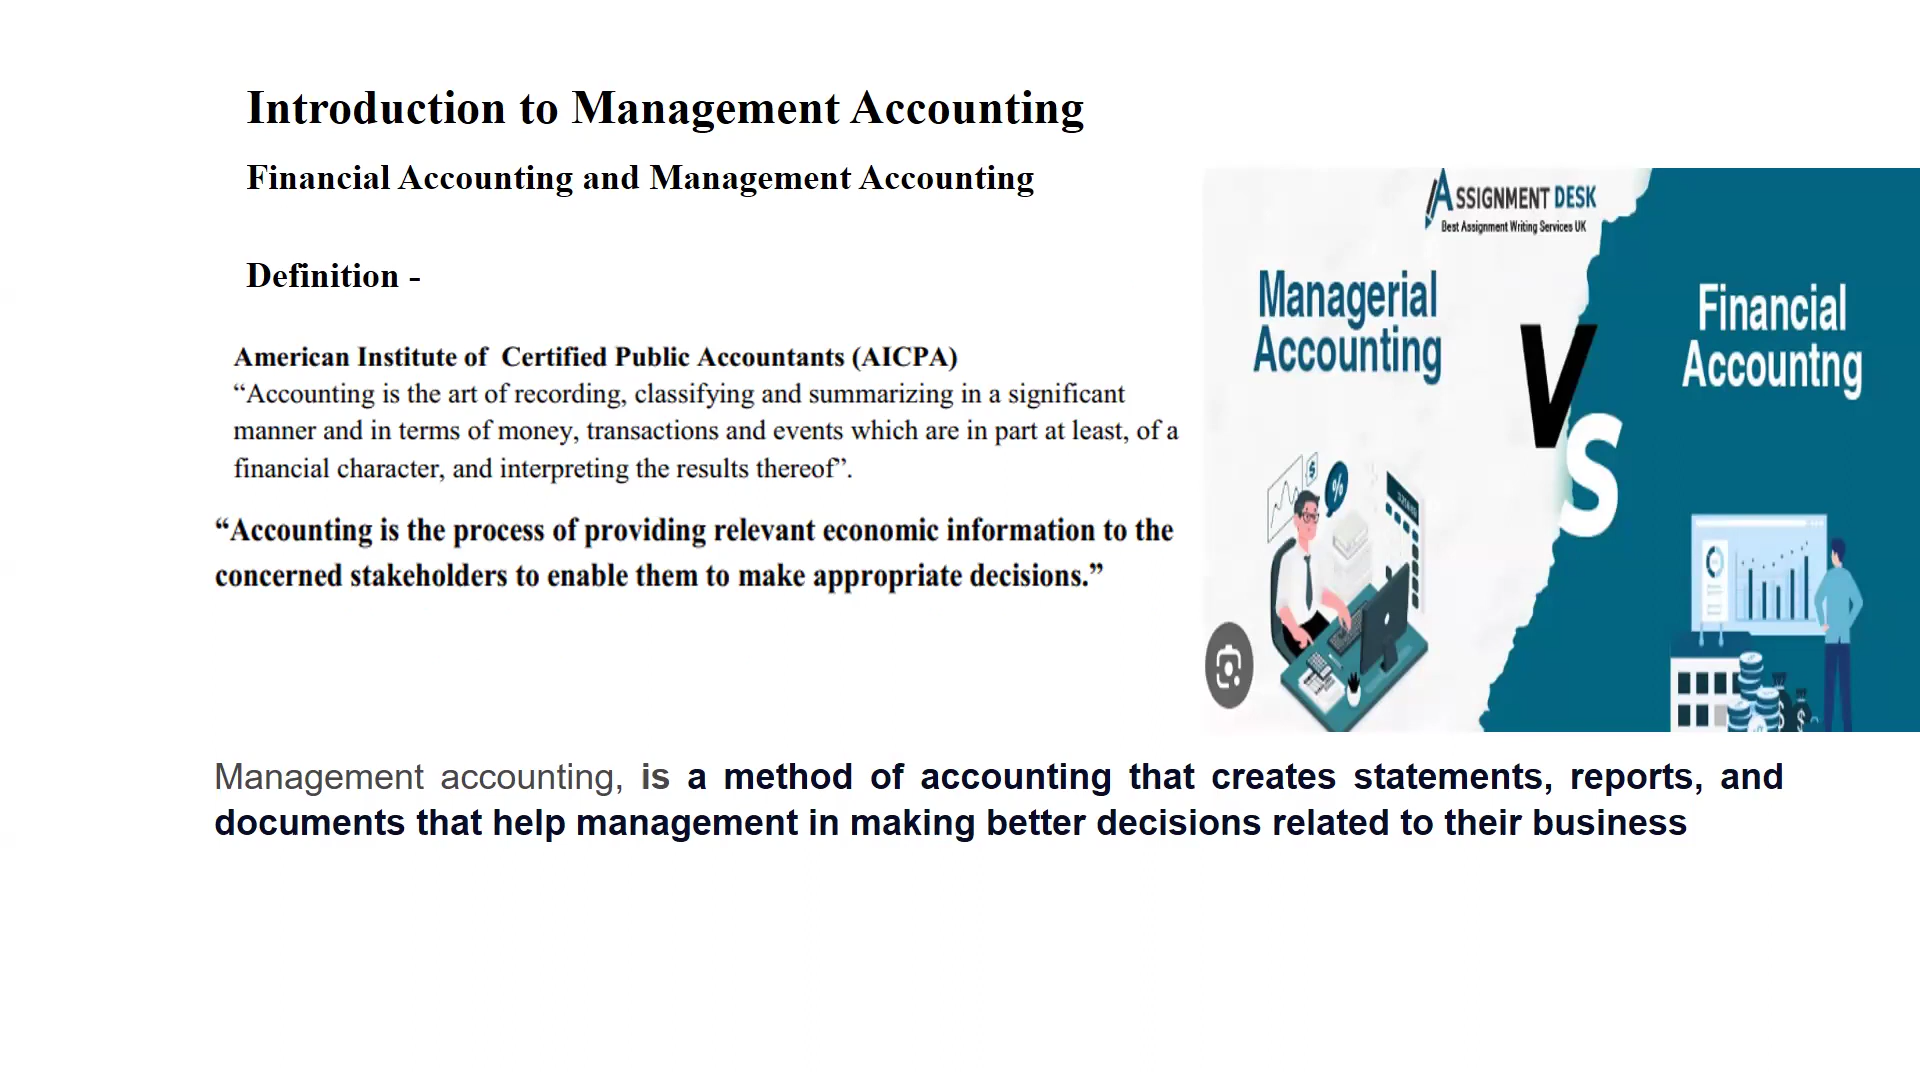 Introduction to Management Accounting
Financial Accounting and Management Accounting
Definition -
American Institute of Certified Public Accountants (AICPA)
“Accounting is the art of recording, classifying and summarizing in a significant
manner and in terms of money, transactions and events which are in part at least, of a
financial character, and interpreting the results thereof”.
“Accounting is the process of providing relevant economic information to the
concerned stakeholders to enable them to make appropriate decisions.”
ASSIGNMENT DESK
Best Assignment Writing Services UK
Managerial
Accounting
VS
Financial
Accountng
$
%
$
$
Management accounting, is a method of accounting that creates statements, reports, and
documents that help management in making better decisions related to their business